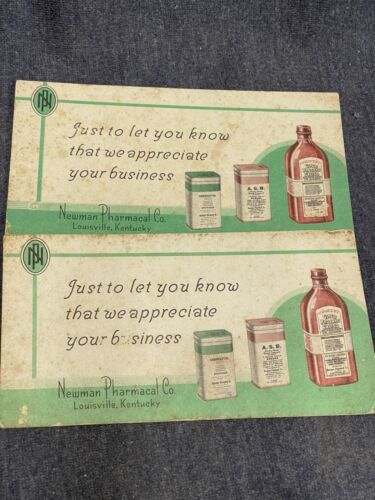 Just to let you know
that we appreciate
your business
A.S.B.
Newman Pharmacal Co.
Louisville, Kentucky
Just to let you know
that we appreciate
your business
A.S.B.
Newman Pharmacal Co.
Louisville, Kentucky